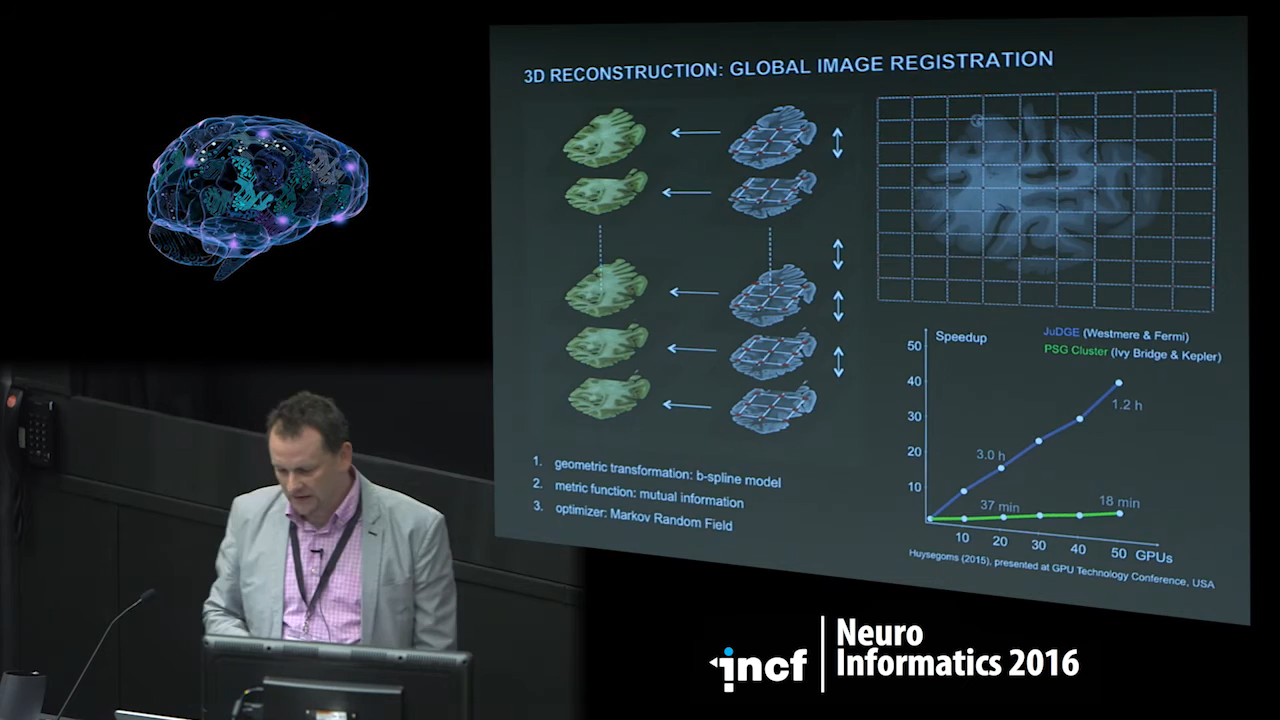 3D RECONSTRUCTION: GLOBAL IMAGE REGISTRATION
1. geometric transformation: b-spline model
2. metric function: mutual information
3. optimizer: Markov Random Field
Speedup
JuDGE (Westmere & Fermi)
PSG Cluster (Ivy Bridge & Kepler)
50
40
30
20
10
1.2 h
3.0 h
37 min
18 min
10 20 30 40 50 GPUs
Huysegoms (2015), presented at GPU Technology Conference, USA
incf
Neuro
Informatics 2016